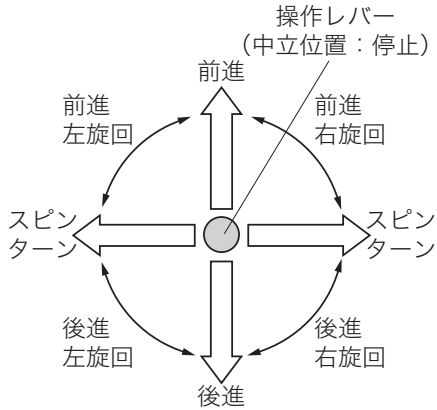 操作レバー
（中立位置：停止）
前進
前進
左旋回
前進
右旋回
スピン
ターン
スピン
ターン
後進
左旋回
後進
右旋回
後進